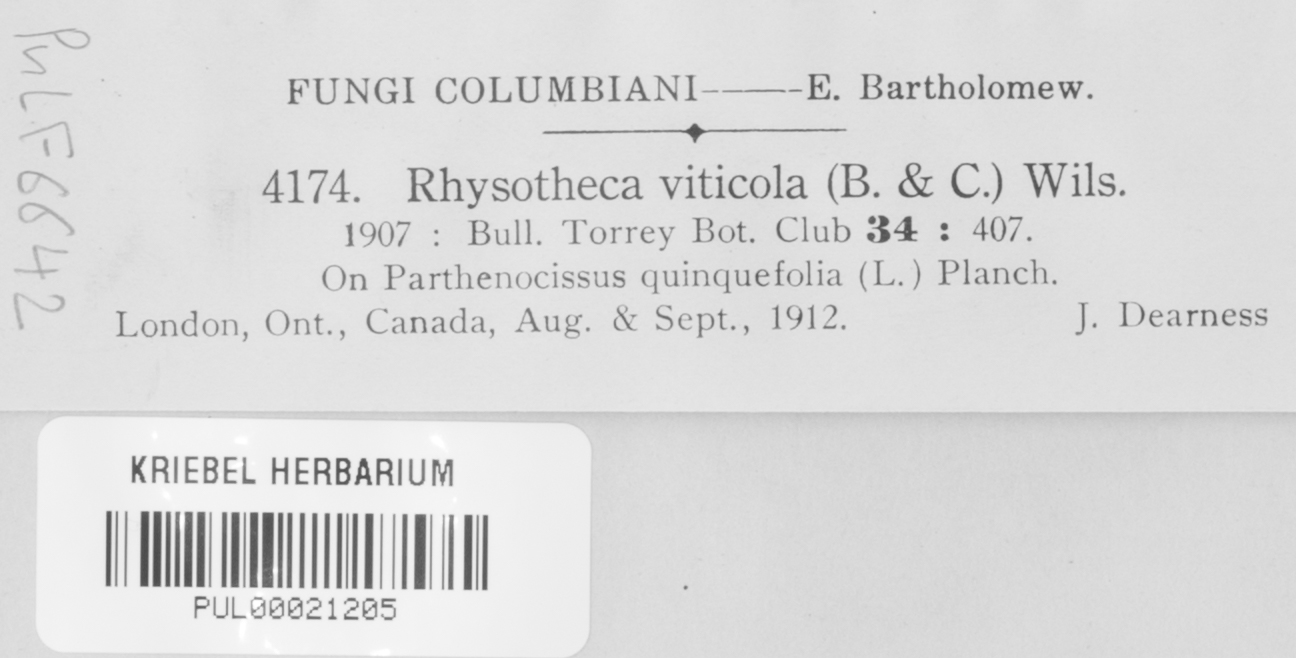 PULF6642
FUNGI COLUMBIANI——E. Bartholomew.
4174. Rhysotheca viticola (B. & C.) Wils.
1907 : Bull. Torrey Bot. Club 34 : 407.
On Parthenocissus quinquefolia (L.) Planch.
London, Ont., Canada, Aug. & Sept., 1912. J. Dearness
KRIEBEL HERBARIUM
PUL00021205